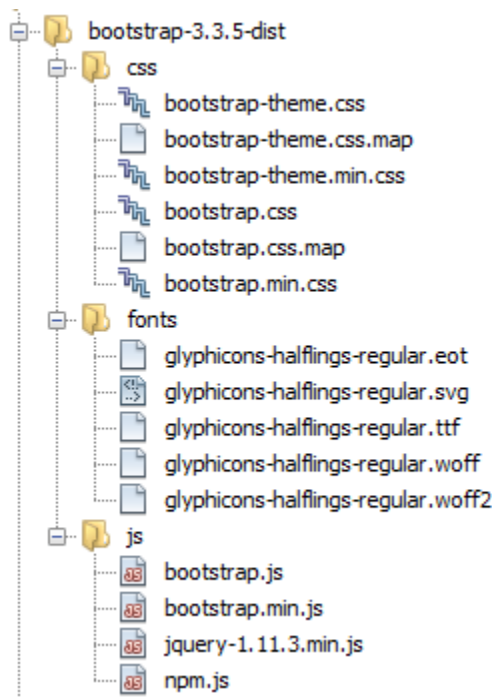 bootstrap-3.3.5-dist
css
bootstrap-theme.css
bootstrap-theme.css.map
bootstrap-theme.min.css
bootstrap.css
bootstrap.css.map
bootstrap.min.css
fonts
glyphicons-halflings-regular.eot
glyphicons-halflings-regular.svg
glyphicons-halflings-regular.ttf
glyphicons-halflings-regular.woff
glyphicons-halflings-regular.woff2
js
bootstrap.js
bootstrap.min.js
jquery-1.11.3.min.js
npm.js